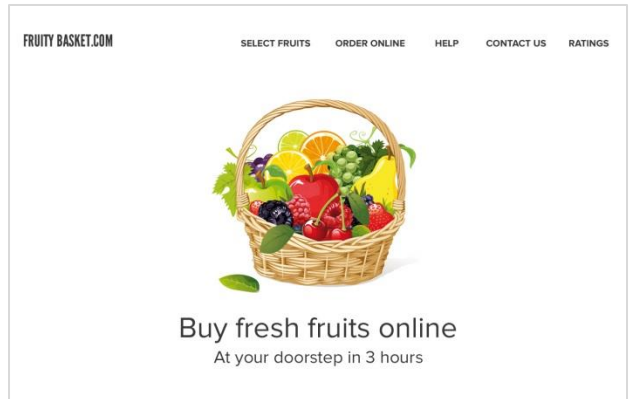 FRUITY BASKET.COM SELECT FRUITS ORDER ONLINE HELP CONTACT US RATINGS
Buy fresh fruits online
At your doorstep in 3 hours